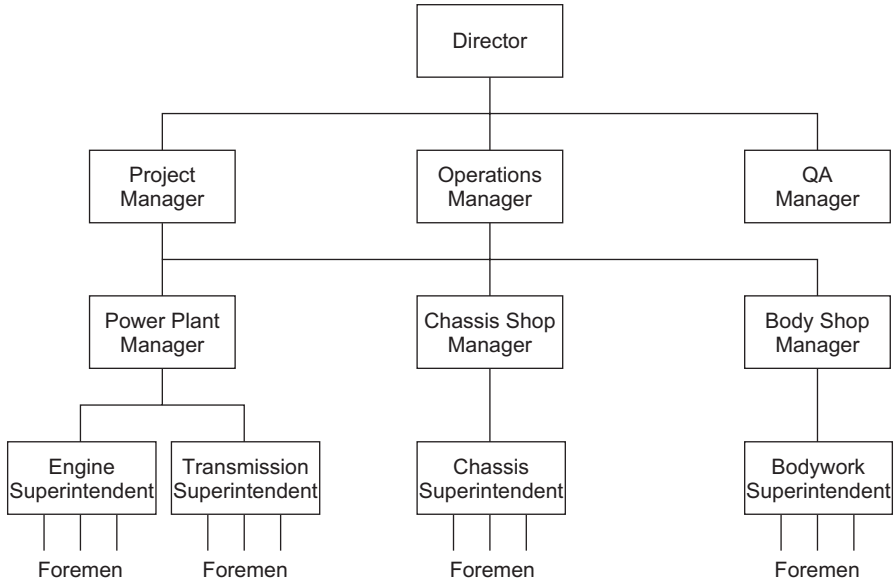 Director
Project
Manager
Operations
Manager
QA
Manager
Power Plant
Manager
Chassis Shop
Manager
Body Shop
Manager
Engine
Superintendent
Transmission
Superintendent
Chassis
Superintendent
Bodywork
Superintendent
Foremen
Foremen
Foremen
Foremen